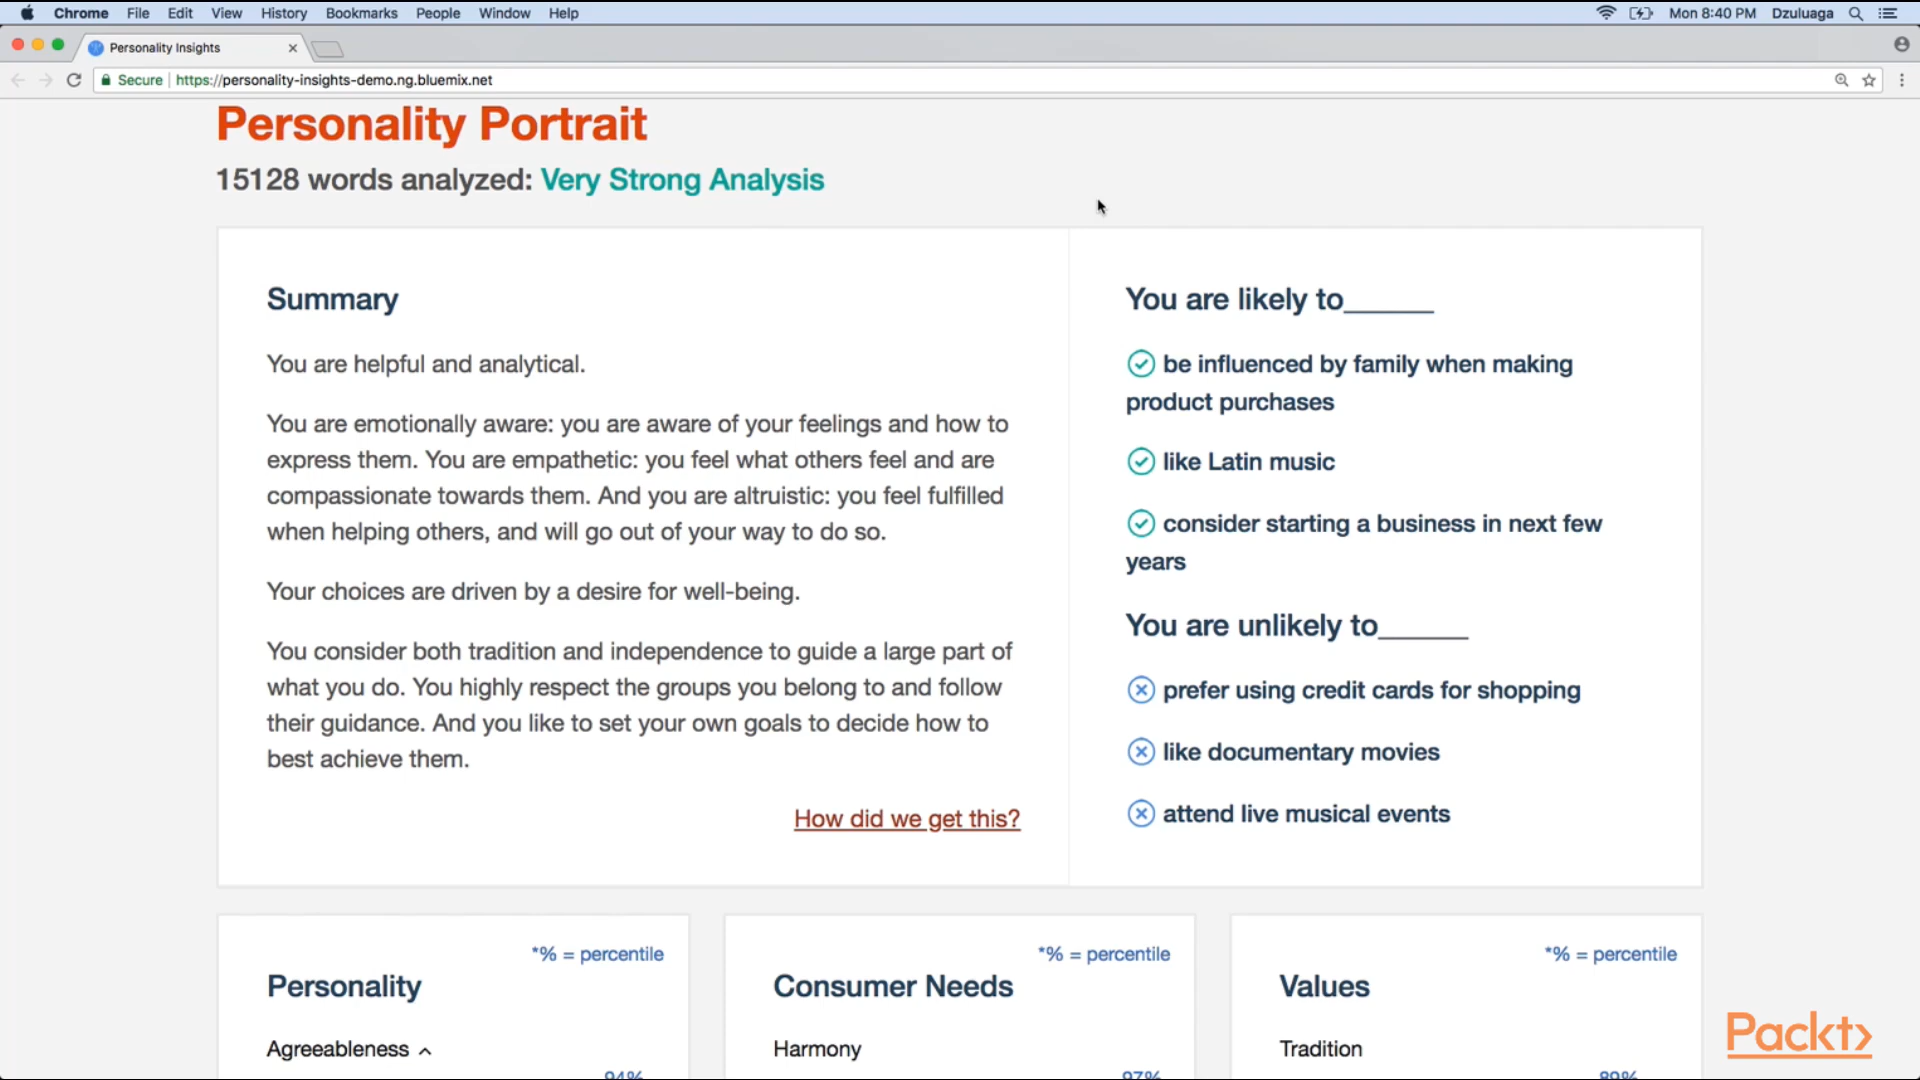 Chrome File Edit View History Bookmarks People Window Help Mon 8:40 PM Dzuluaga
Personality Insights
Secure https://personality-insights-demo.ng.bluemix.net
Personality Portrait
15128 words analyzed: Very Strong Analysis
Summary
You are helpful and analytical.
You are emotionally aware: you are aware of your feelings and how to
express them. You are empathetic: you feel what others feel and are
compassionate towards them. And you are altruistic: you feel fulfilled
when helping others, and will go out of your way to do so.
Your choices are driven by a desire for well-being.
You consider both tradition and independence to guide a large part of
what you do. You highly respect the groups you belong to and follow
their guidance. And you like to set your own goals to decide how to
best achieve them.
How did we get this?
You are likely to______
be influenced by family when making
product purchases
like Latin music
consider starting a business in next few
years
You are unlikely to______
prefer using credit cards for shopping
like documentary movies
attend live musical events
*% = percentile
Personality
Agreeableness
94%
*% = percentile
Consumer Needs
Harmony
97%
*% = percentile
Values
Tradition
89%
Packt>